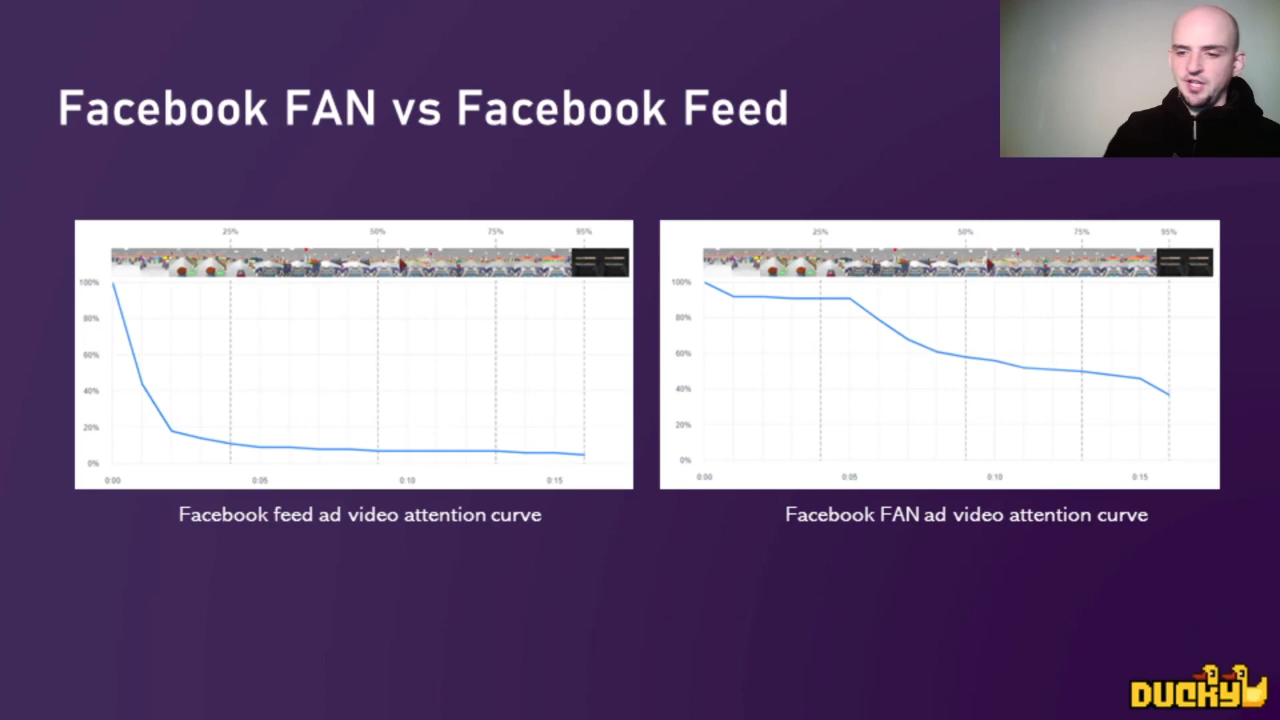 Facebook FAN vs Facebook Feed
25% 50% 75% 95%
100%
80%
60%
40%
20%
0%
0:00 0:05 0:10 0:15
Facebook feed ad video attention curve
25% 50% 75% 95%
100%
80%
60%
40%
20%
0%
0:00 0:05 0:10 0:15
Facebook FAN ad video attention curve
DUCKY